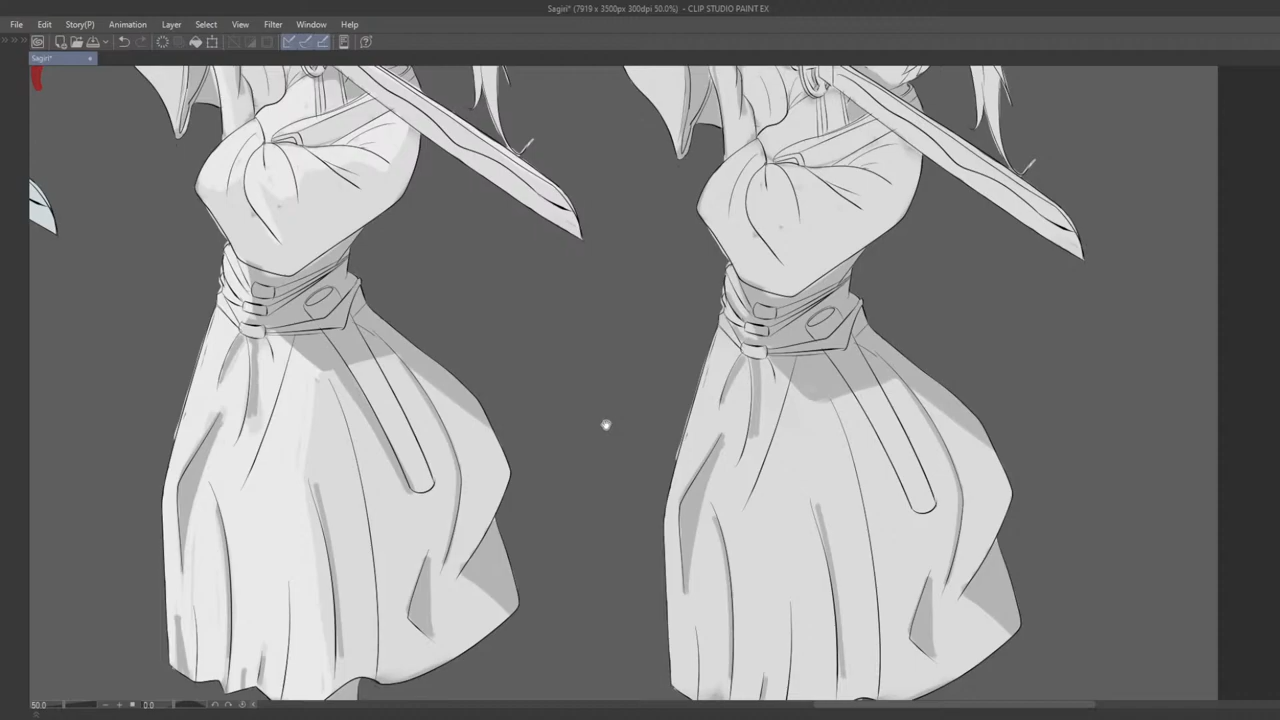 Sagiri* (7919 x 3500px 300dpi 50.0%) - CLIP STUDIO PAINT EX
File Edit Story(P) Animation Layer Select View Filter Window Help
Sagiri*
50.0 0.0